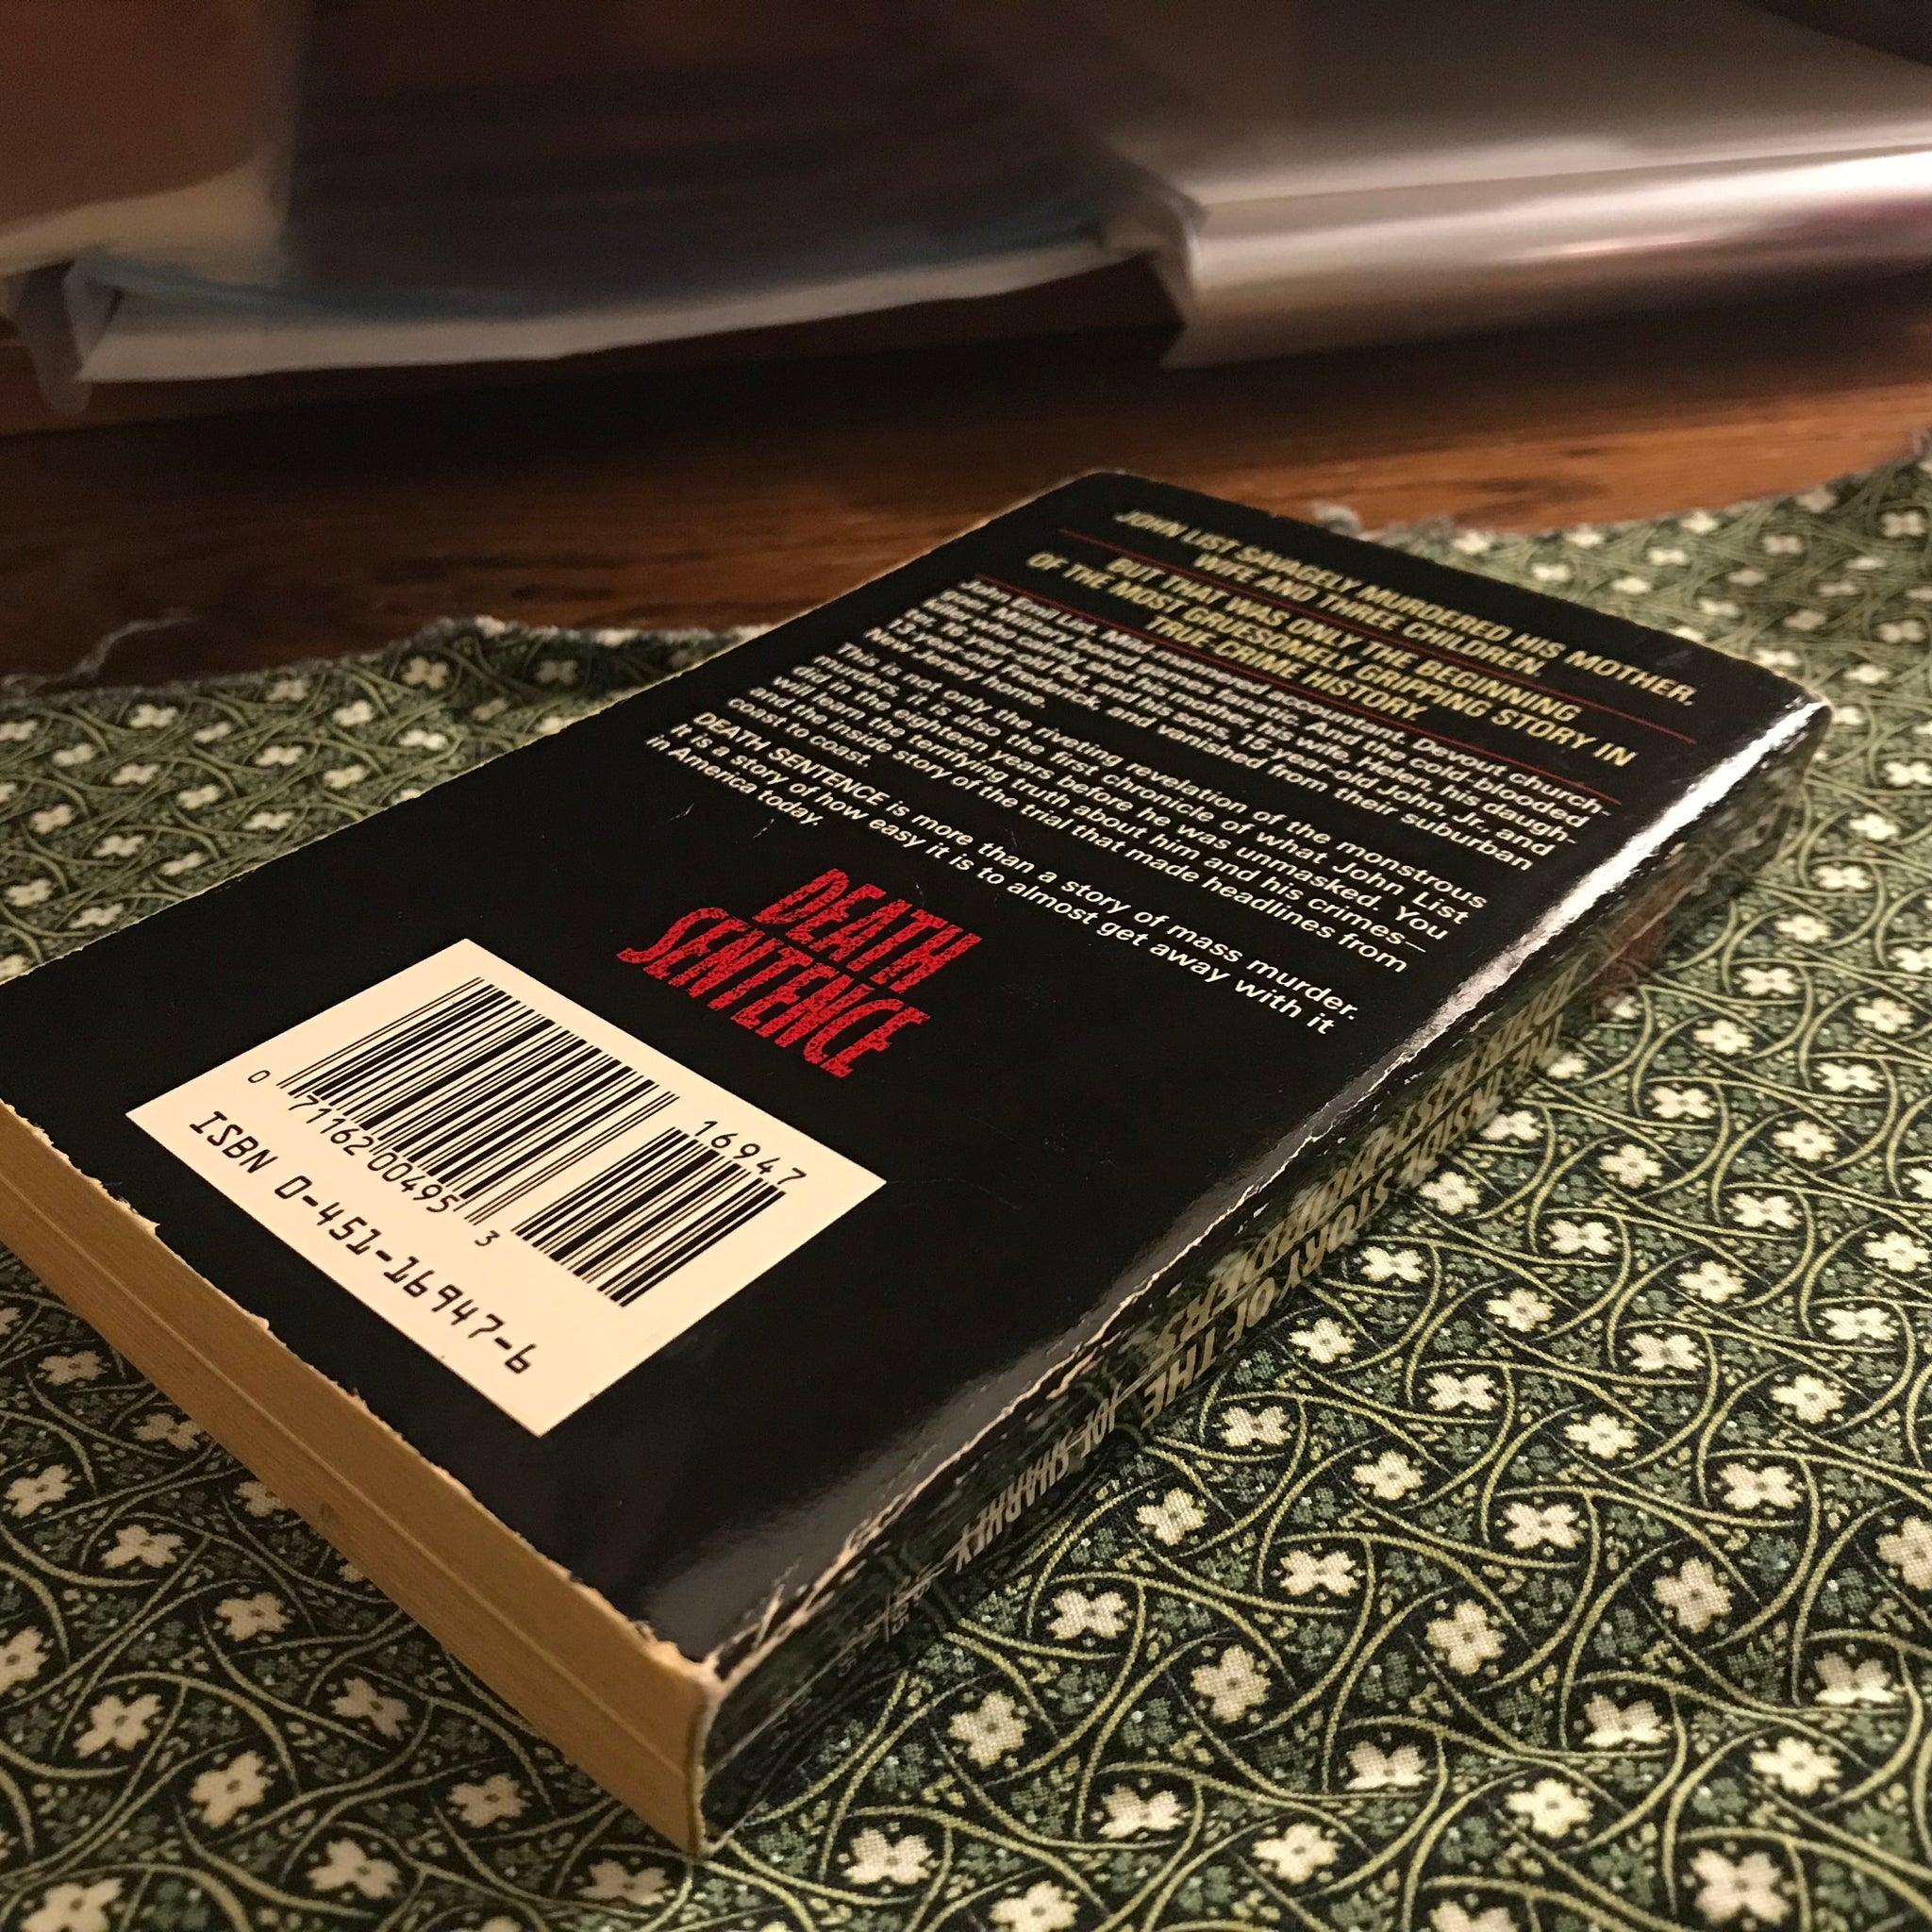 JOHN LIST SAVAGELY MURDERED HIS MOTHER,
WIFE AND THREE CHILDREN.
BUT THAT WAS ONLY THE BEGINNING
OF THE MOST GRUESOMELY GRIPPING STORY IN
TRUE CRIME HISTORY.
John Emil List. Mild-mannered accountant. Devout church-
goer. Military and war games fanatic. And the cold blooded
killer who calmly shot his mother, his wife, Helen, his daugh-
ter, 16-year-old Pat, and his sons, 15-year-old John, Jr., and
13-year-old Frederick, and vanished from their suburban
New Jersey home.
This is not only the riveting revelation of the monstrous
murders, it is also the first chronicle of what John List
did in the eighteen years before he was unmasked. You
will learn the terrifying truth about him and his crimes—
and the inside story of the trial that made headlines from
coast to coast.
DEATH SENTENCE is more than a story of mass murder.
It is a story of how easy it is to almost get away with it
in America today.
DEATH
SENTENCE
16947
0 71162 00495 3
ISBN 0-451-16947-6
THE INSIDE STORY OF THE
JOHN LIST MURDERS
JOE SHARKEY